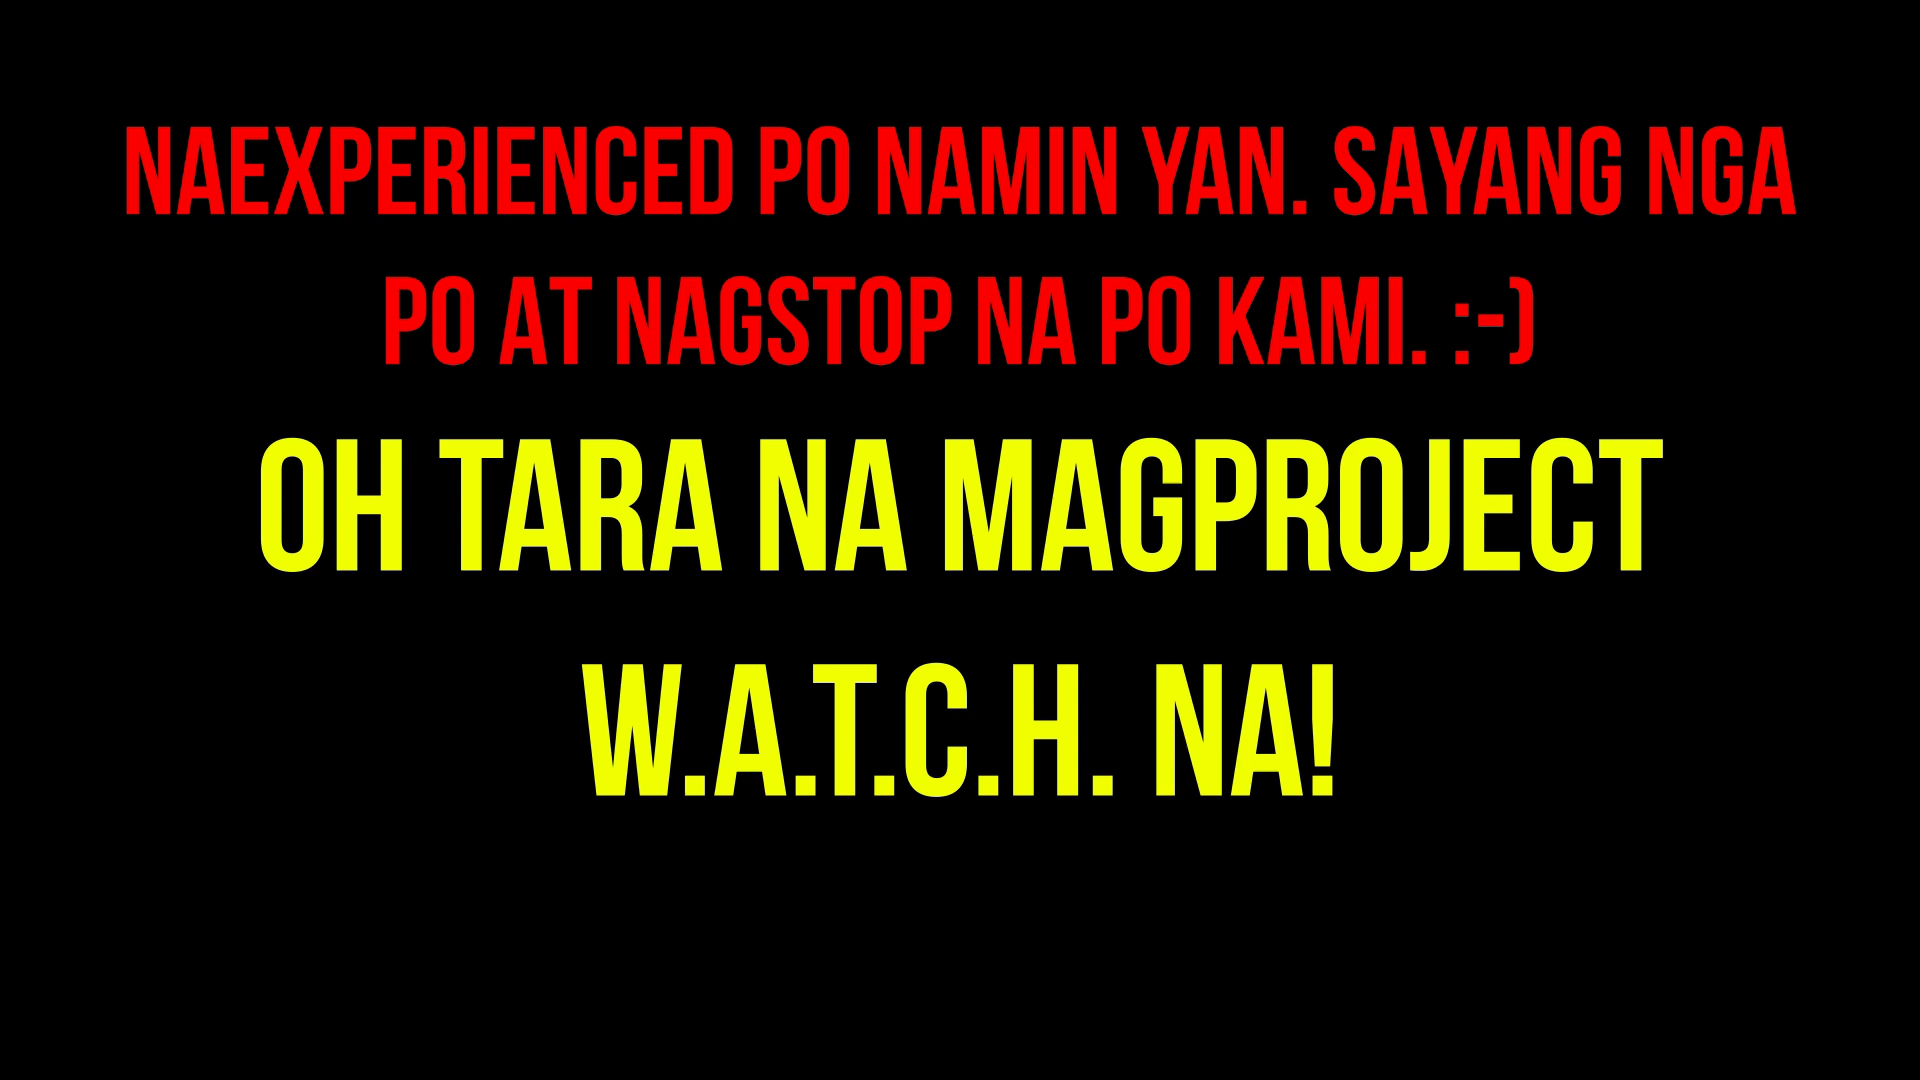 NAEXPERIENCED PO NAMIN YAN. SAYANG NGA
PO AT NAGSTOP NA PO KAMI. :-)
OH TARA NA MAGPROJECT
W.A.T.C.H. NA!